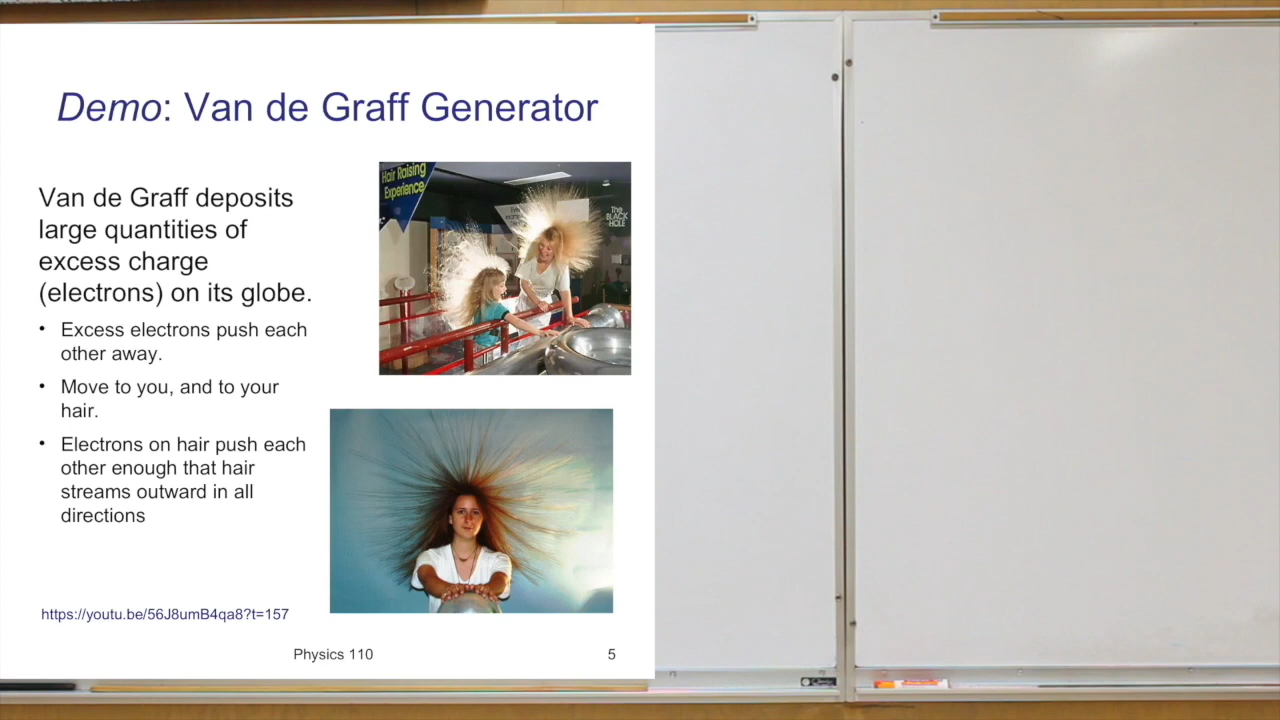 Demo: Van de Graff Generator
Van de Graff deposits
large quantities of
excess charge
(electrons) on its globe.
• Excess electrons push each
other away.
• Move to you, and to your
hair.
• Electrons on hair push each
other enough that hair
streams outward in all
directions
https://youtu.be/56J8umB4qa8?t=157
Hair Raising
Experience
The
BLACK
HOLE
Physics 110
5